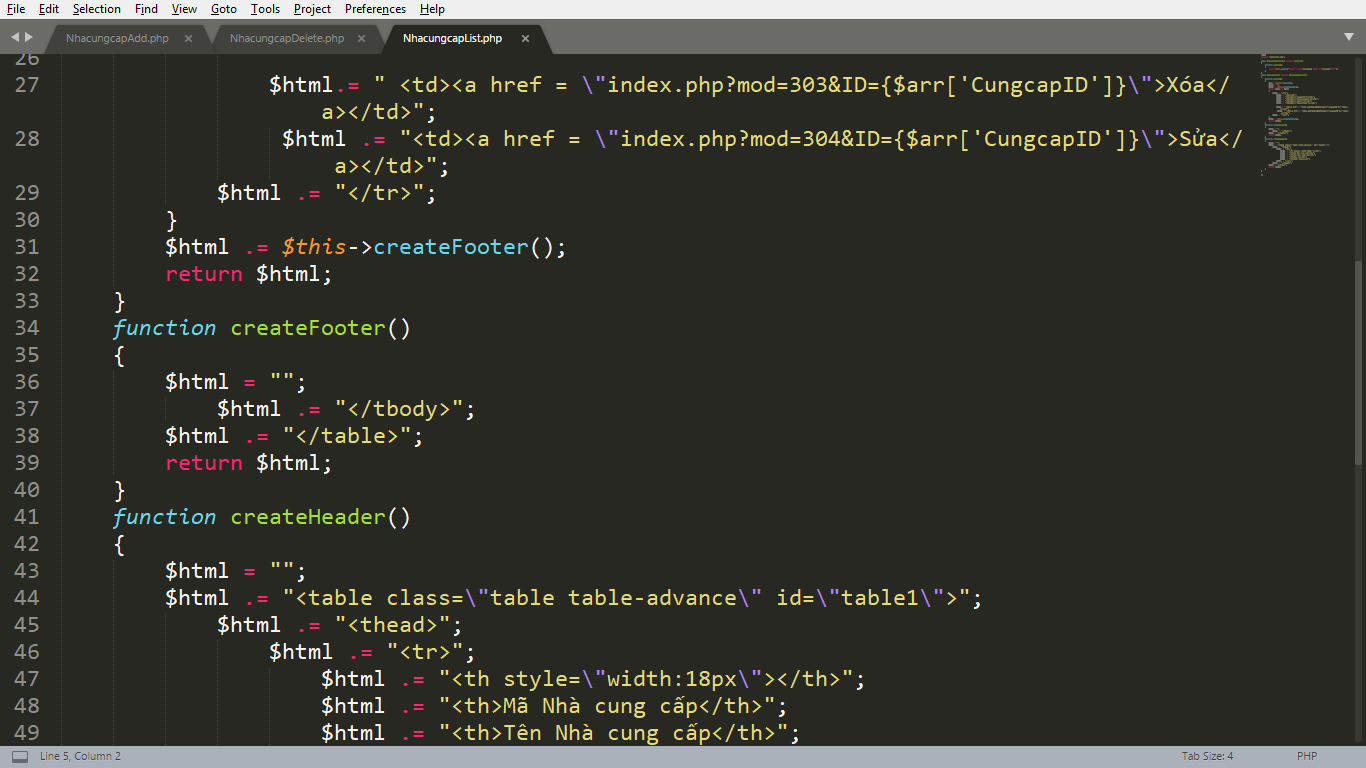 File Edit Selection Find View Goto Tools Project Preferences Help
NhacungcapAdd.php × NhacungcapDelete.php × NhacungcapList.php ×
26
27 $html.= " <td><a href = \"index.php?mod=303&ID={$arr['CungcapID']}\">Xóa</
a></td>";
28 $html .= "<td><a href = \"index.php?mod=304&ID={$arr['CungcapID']}\">Sửa</
a></td>";
29 $html .= "</tr>";
30 }
31 $html .= $this->createFooter();
32 return $html;
33 }
34 function createFooter()
35 {
36 $html = "";
37 $html .= "</tbody>";
38 $html .= "</table>";
39 return $html;
40 }
41 function createHeader()
42 {
43 $html = "";
44 $html .= "<table class=\"table table-advance\" id=\"table1\">";
45 $html .= "<thead>";
46 $html .= "<tr>";
47 $html .= "<th style=\"width:18px\"></th>";
48 $html .= "<th>Mã Nhà cung cấp</th>";
49 $html .= "<th>Tên Nhà cung cấp</th>";
Line 5, Column 2 Tab Size: 4 PHP